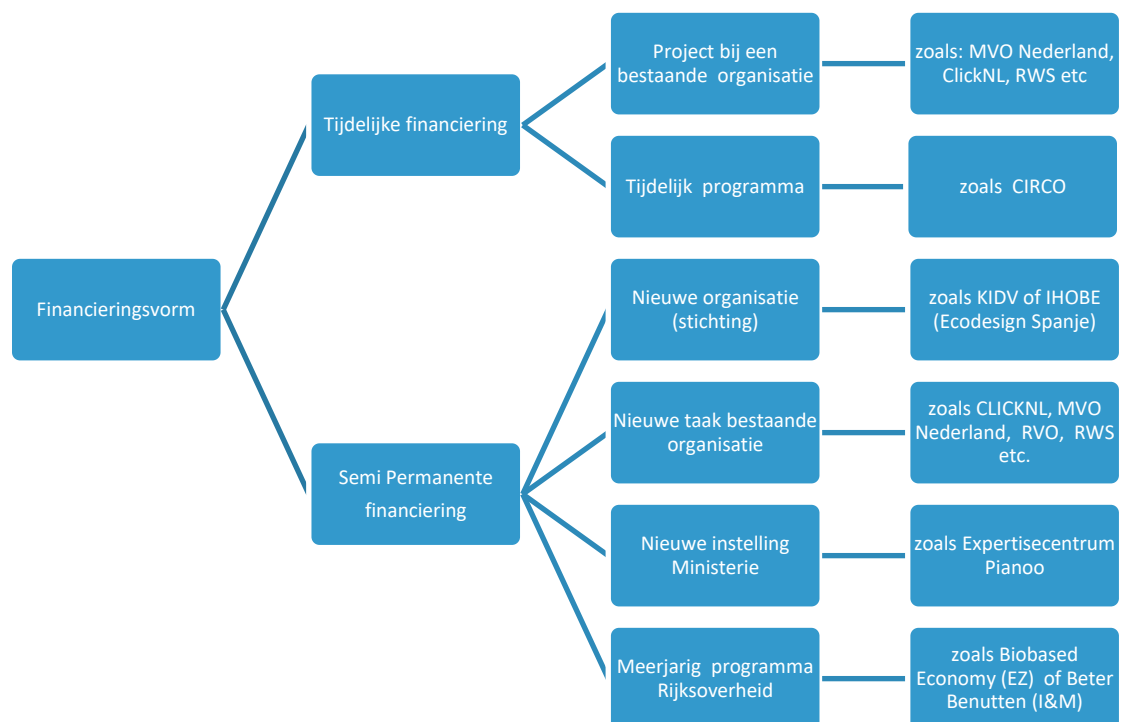 Financieringsvorm
Tijdelijke financiering
Project bij een
bestaande organisatie
zoals: MVO Nederland,
ClickNL, RWS etc
Tijdelijk programma
zoals CIRCO
Semi Permanente
financiering
Nieuwe organisatie
(stichting)
zoals KIDV of IHOBE
(Ecodesign Spanje)
Nieuwe taak bestaande
organisatie
zoals CLICKNL, MVO
Nederland, RVO, RWS
etc.
Nieuwe instelling
Ministerie
zoals Expertisecentrum
Pianoo
Meerjarig programma
Rijksoverheid
zoals Biobased
Economy (EZ) of Beter
Benutten (I&M)